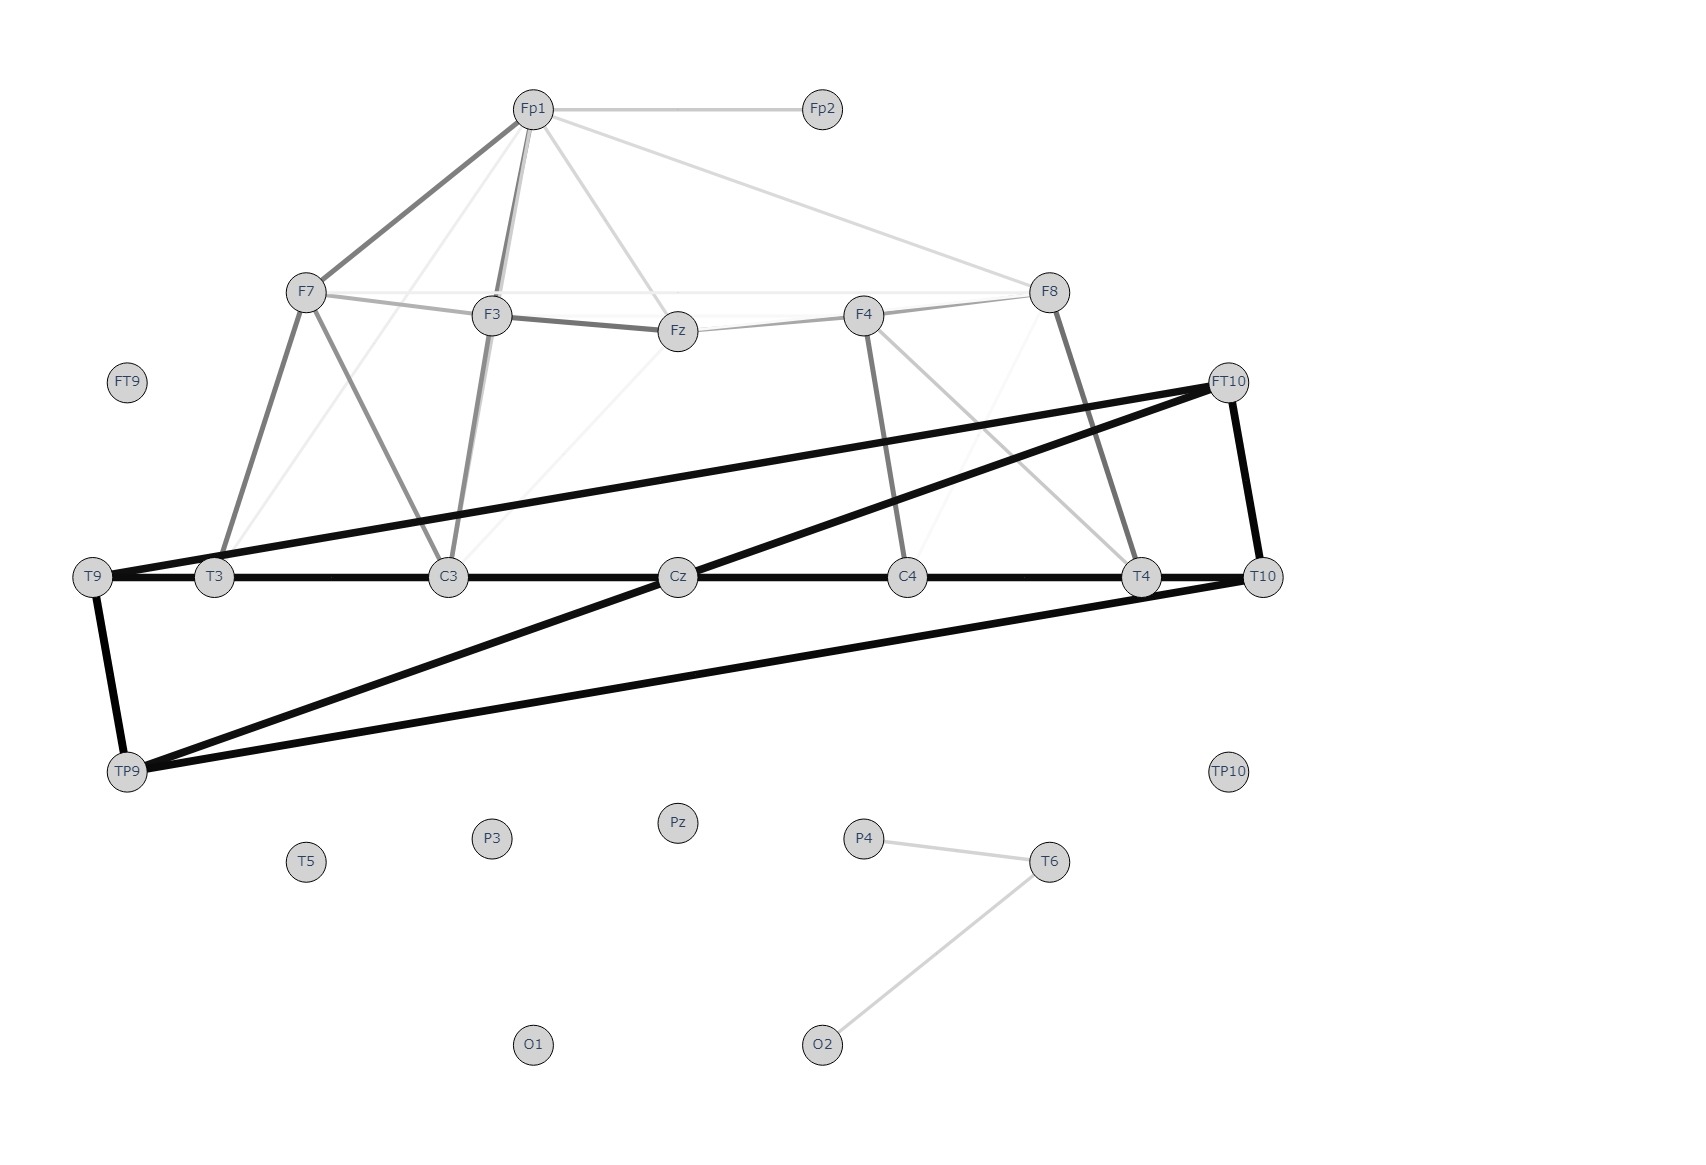 Fp1 Fp2
F7 F3 Fz F4 F8
FT9 FT10
T9 T3 C3 Cz C4 T4 T10
TP9 TP10
T5 P3 Pz P4 T6
O1 O2